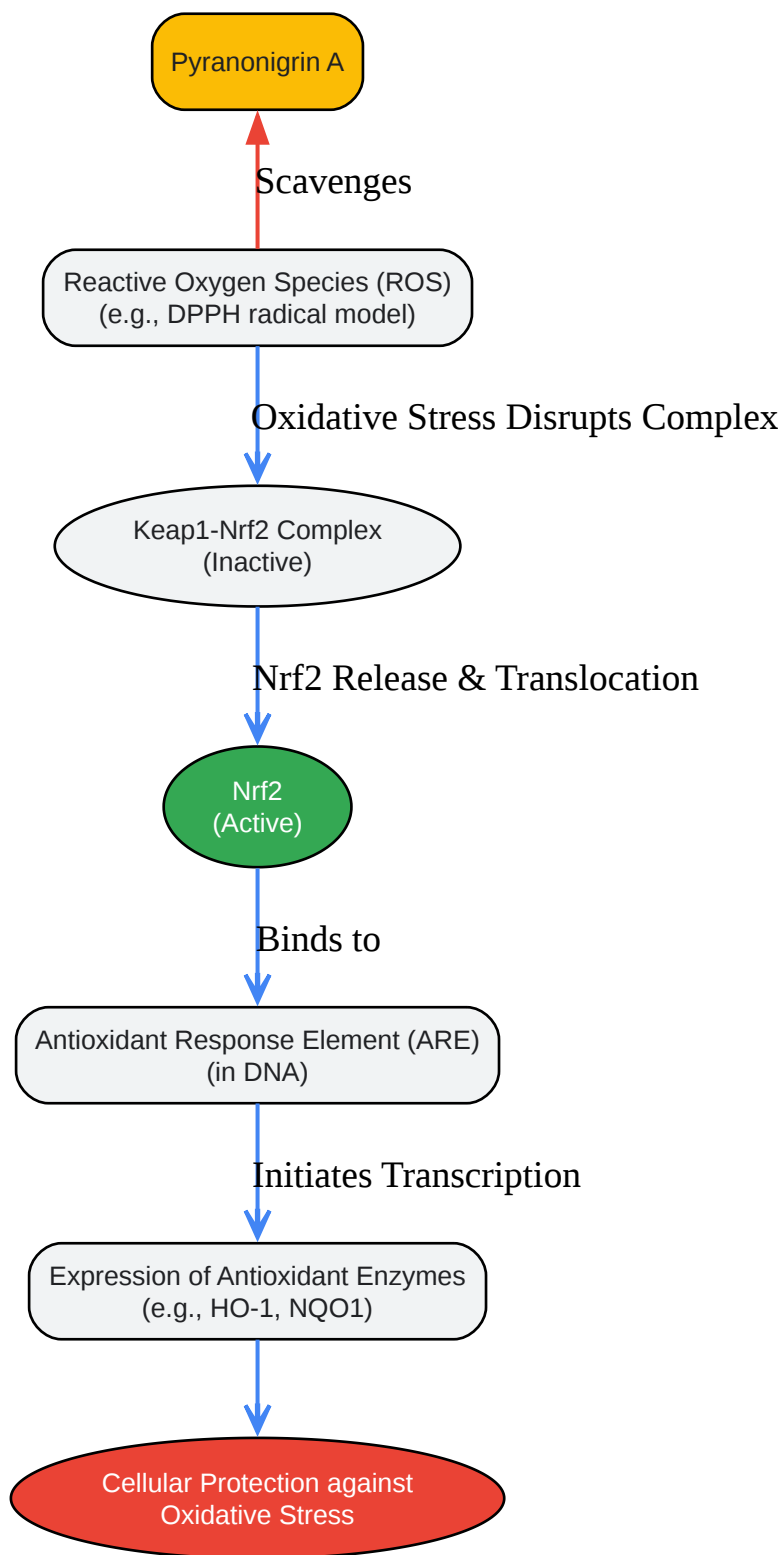 Pyranonigrin A
Scavenges
Reactive Oxygen Species (ROS)
(e.g., DPPH radical model)
Oxidative Stress Disrupts Complex
Keap1-Nrf2 Complex
(Inactive)
Nrf2 Release & Translocation
Nrf2
(Active)
Binds to
Antioxidant Response Element (ARE)
(in DNA)
Initiates Transcription
Expression of Antioxidant Enzymes
(e.g., HO-1, NQO1)
Cellular Protection against
Oxidative Stress